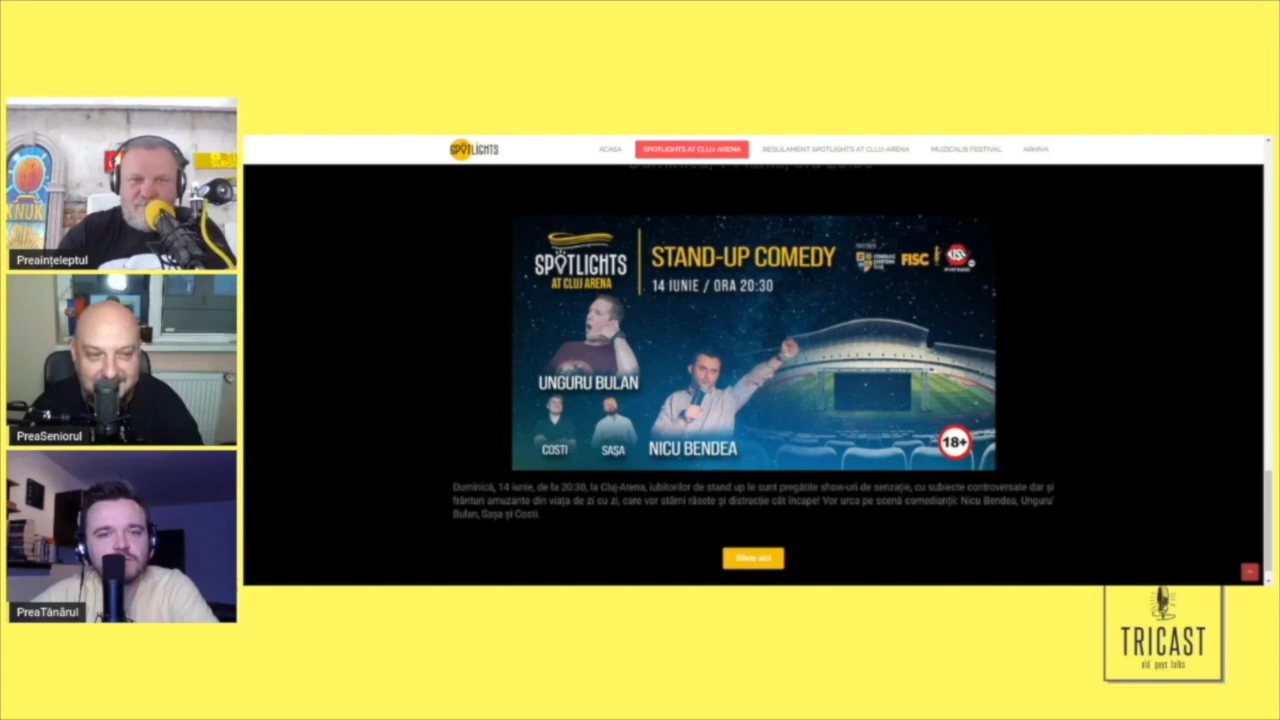 SPOTLIGHTS
ACASA
SPOTLIGHTS AT CLUJ-ARENA
REGULAMENT SPOTLIGHTS AT CLUJ-ARENA
MUZICALIS FESTIVAL
ARHIVA
KNUK
Preaînțeleptul
PreaSeniorul
PreaTânărul
SPOTLIGHTS
AT CLUJ ARENA
STAND-UP COMEDY
14 IUNIE / ORA 20:30
FISC
UNGURU BULAN
COSTI
SAȘA
NICU BENDEA
18+
Duminică, 14 iunie, de la 20:30, la Cluj-Arena, iubitorilor de stand up le sunt pregătite show-uri de senzație, cu subiecte controversate dar și
frânturi amuzante din viața de zi cu zi, care vor stârni râsete și distracție cât încape! Vor urca pe scenă comedianții: Nicu Bendea, Unguru'
Bulan, Sașa și Costi.
Bilete aici
TRICAST
old guys talks